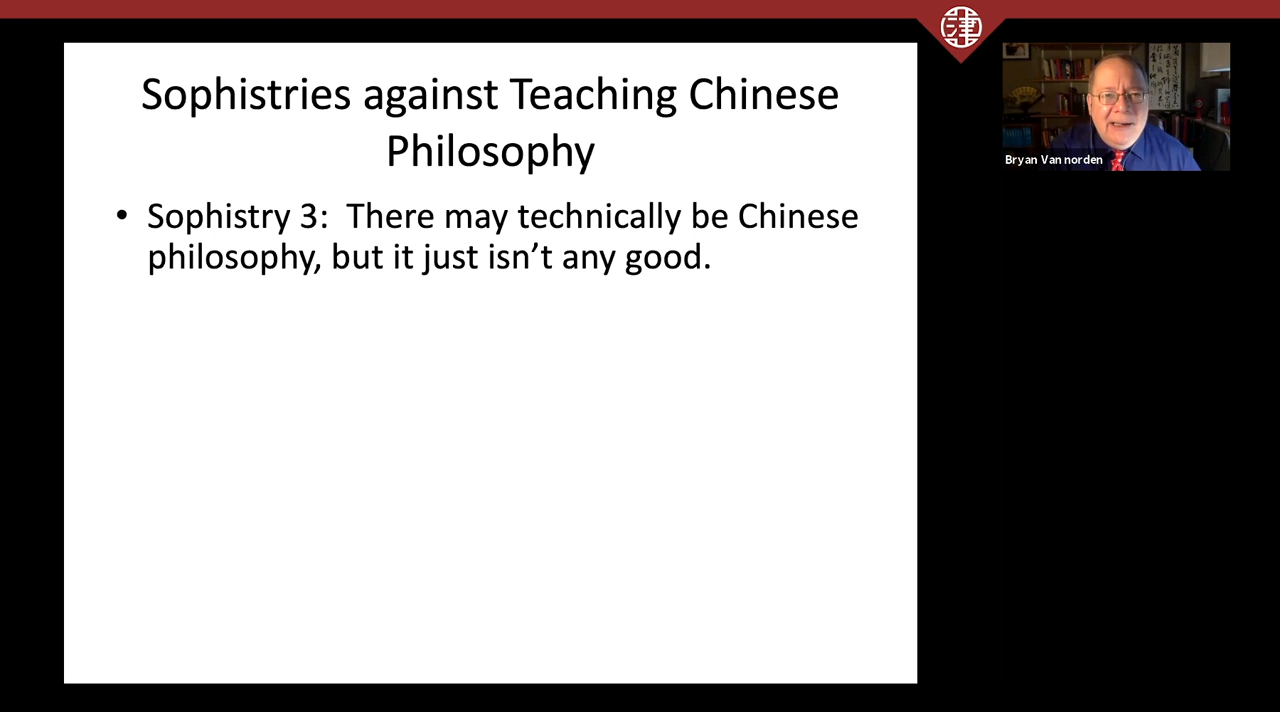 Sophistries against Teaching Chinese
Philosophy
• Sophistry 3:  There may technically be Chinese
philosophy, but it just isn’t any good.
Bryan Van norden